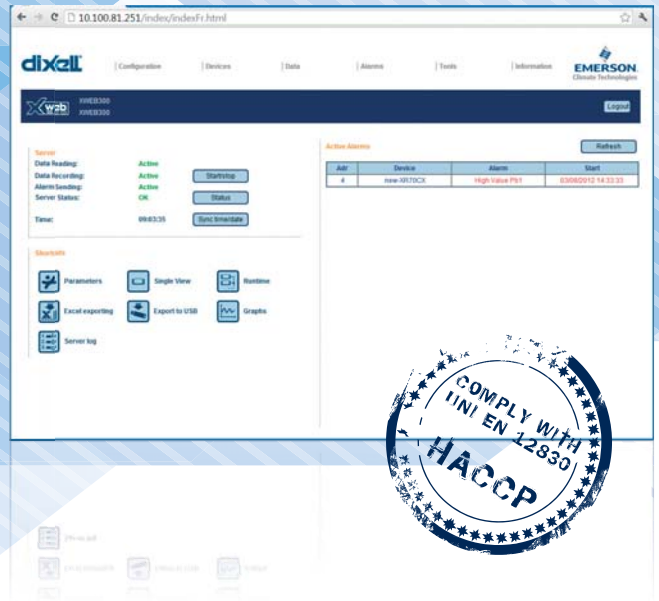 10.100.81.251/index/indexFr.html
dixell
| Configuration | Devices | Data | Alarms | Tools | Information
EMERSON
Climate Technologies
Xweb
XWEB300
XWEB300
Logout
Server
Data Reading: Active
Data Recording: Active Start/stop
Alarm Sending: Active
Server Status: OK Status
Time: 09:03:35 Sync time/date
Shortcuts
Parameters Single View Runtime
Excel exporting Export to USB Graphs
Server log
Active Alarms
Refresh
Adr Device Alarm Start
4 new-XR70CX High Value Pb1 03/08/2012 14:33:33
COMPLY WITH
UNI EN 12830
HACCP